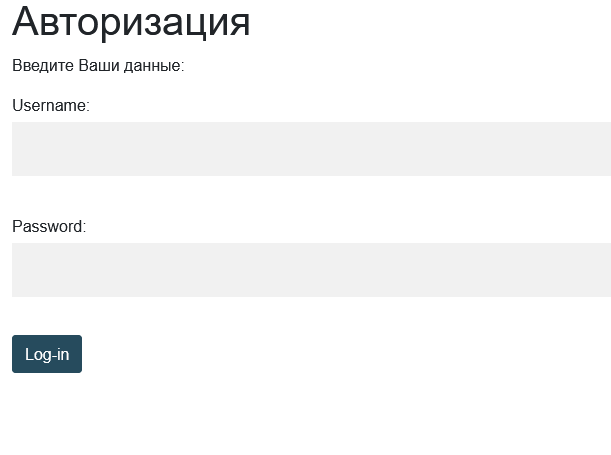 Авторизация
Введите Ваши данные:
Username:
Password:
Log-in